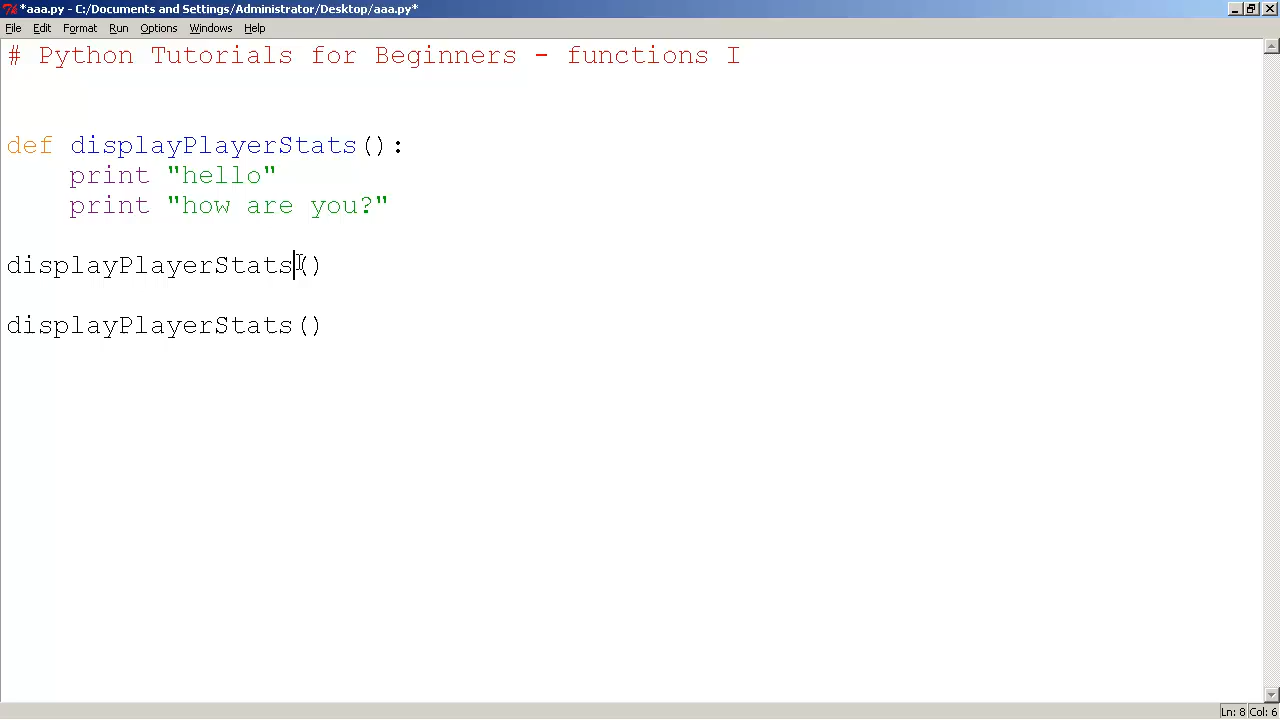 *aaa.py - C:/Documents and Settings/Administrator/Desktop/aaa.py*
File Edit Format Run Options Windows Help
# Python Tutorials for Beginners - functions I
def displayPlayerStats():
    print "hello"
    print "how are you?"
displayPlayerStats()
displayPlayerStats()
Ln: 8 Col: 6